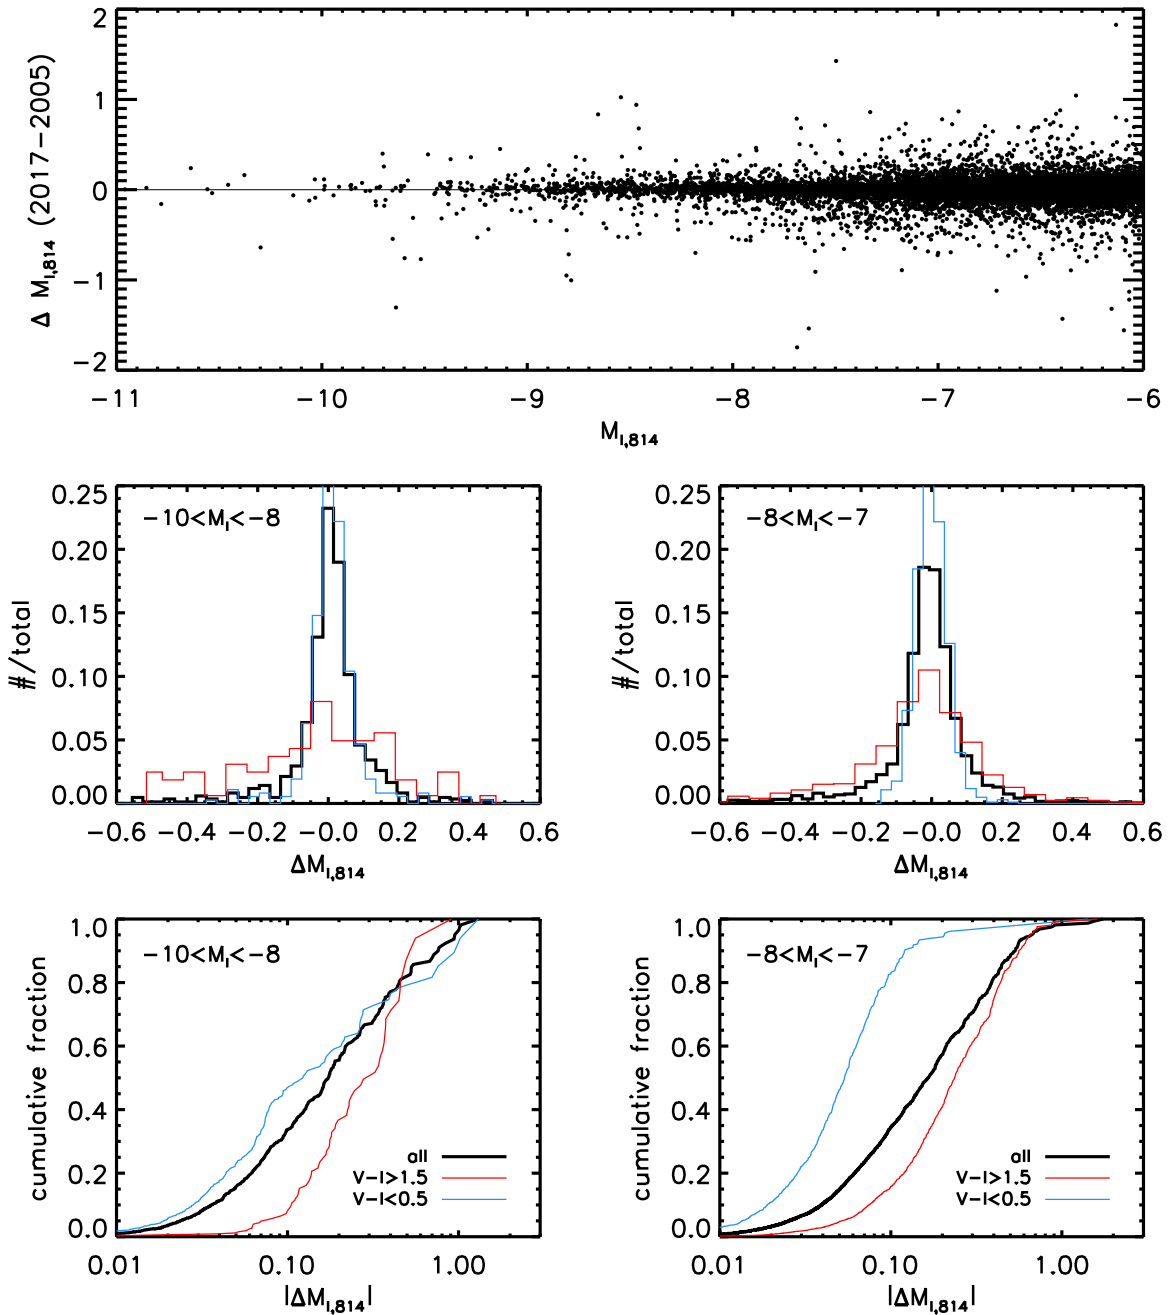 2
1
0
−1
−2
Δ M_I,814 (2017−2005)
−11 −10 −9 −8 −7 −6
M_I,814
0.25
0.20
0.15
0.10
0.05
0.00
#/total
−10<M_I<−8
−0.6 −0.4 −0.2 −0.0 0.2 0.4 0.6
ΔM_I,814
0.25
0.20
0.15
0.10
0.05
0.00
#/total
−8<M_I<−7
−0.6 −0.4 −0.2 −0.0 0.2 0.4 0.6
ΔM_I,814
1.0
0.8
0.6
0.4
0.2
0.0
cumulative fraction
−10<M_I<−8
all
V−I>1.5
V−I<0.5
0.01 0.10 1.00
|ΔM_I,814|
1.0
0.8
0.6
0.4
0.2
0.0
cumulative fraction
−8<M_I<−7
all
V−I>1.5
V−I<0.5
0.01 0.10 1.00
|ΔM_I,814|